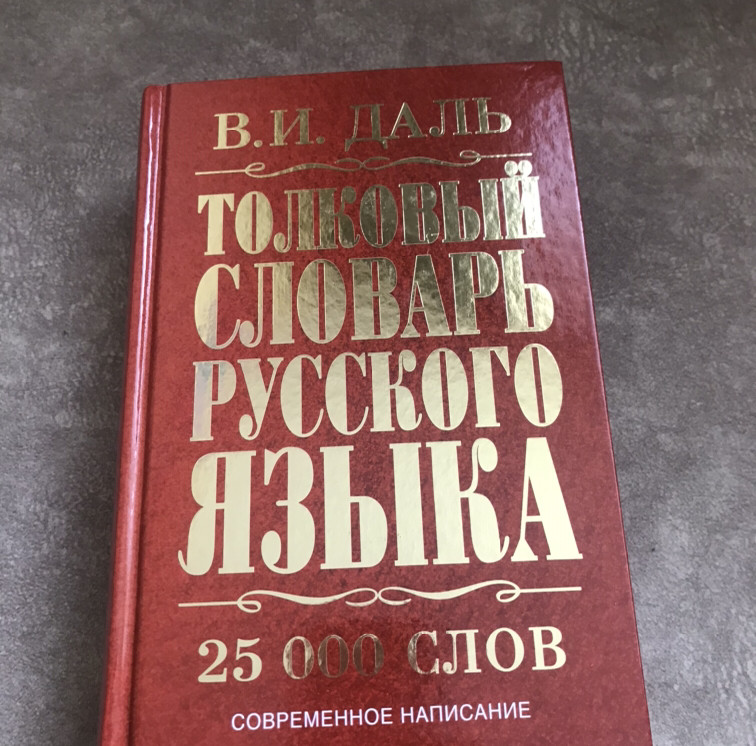 В.И. ДАЛЬ
ТОЛКОВЫЙ
СЛОВАРЬ
РУССКОГО
ЯЗЫКА
25 000 СЛОВ
СОВРЕМЕННОЕ НАПИСАНИЕ